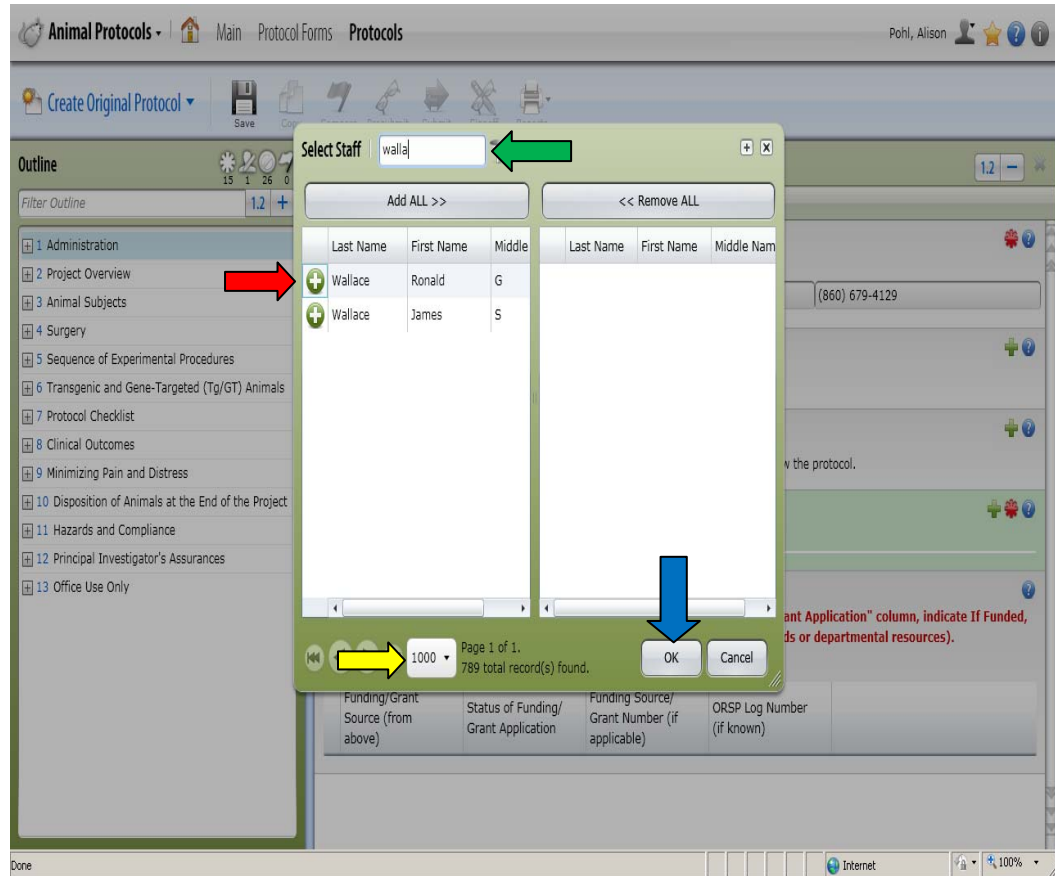 Animal Protocols Main Protocol Forms Protocols Pohl, Alison
Create Original Protocol Save
Outline 15 1 26 0 1.2
Filter Outline 1.2
1 Administration
2 Project Overview
3 Animal Subjects
4 Surgery
5 Sequence of Experimental Procedures
6 Transgenic and Gene-Targeted (Tg/GT) Animals
7 Protocol Checklist
8 Clinical Outcomes
9 Minimizing Pain and Distress
10 Disposition of Animals at the End of the Project
11 Hazards and Compliance
12 Principal Investigator's Assurances
13 Office Use Only
Select Staff walla
Add ALL >> << Remove ALL
Last Name First Name Middle Last Name First Name Middle Nam
Wallace Ronald G
Wallace James S
1000 Page 1 of 1.
789 total record(s) found.
OK Cancel
(860) 679-4129
the protocol.
ant Application" column, indicate If Funded,
ds or departmental resources).
Funding/Grant
Source (from
above)
Status of Funding/
Grant Application
Funding Source/
Grant Number (if
applicable)
ORSP Log Number
(if known)
Done Internet 100%